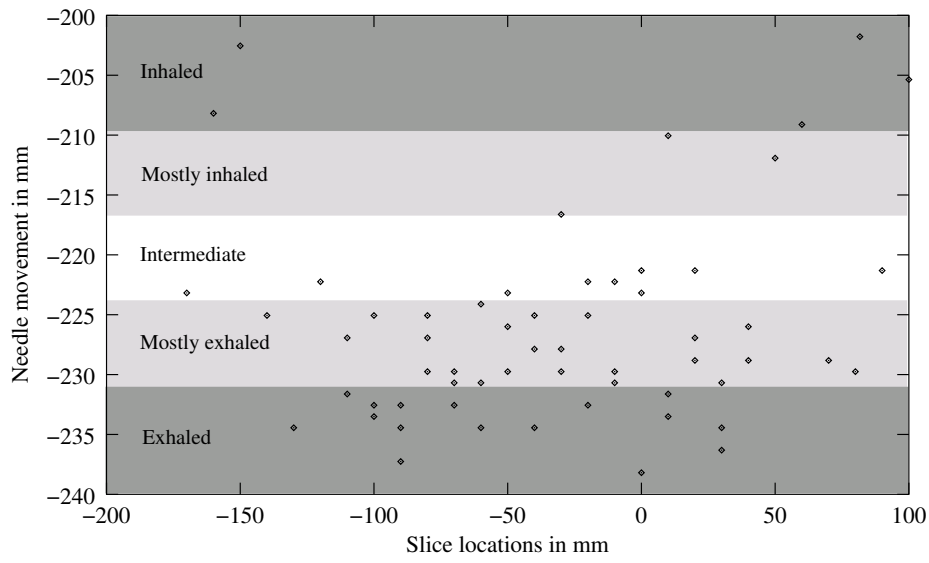 −200
−205
−210
−215
−220
−225
−230
−235
−240
Needle movement in mm
Inhaled
Mostly inhaled
Intermediate
Mostly exhaled
Exhaled
−200 −150 −100 −50 0 50 100
Slice locations in mm